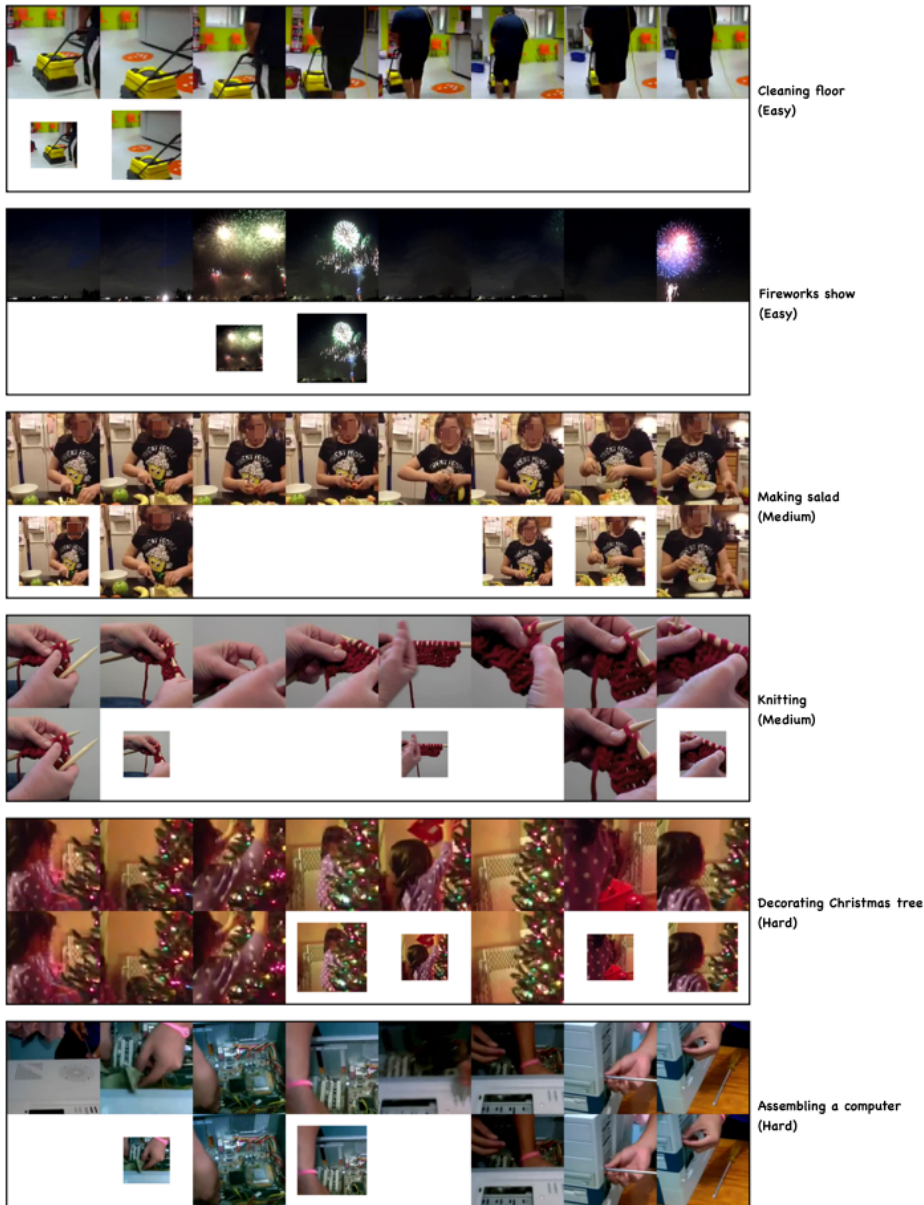 Cleaning floor
(Easy)
Fireworks show
(Easy)
Making salad
(Medium)
Knitting
(Medium)
Decorating Christmas tree
(Hard)
Assembling a computer
(Hard)